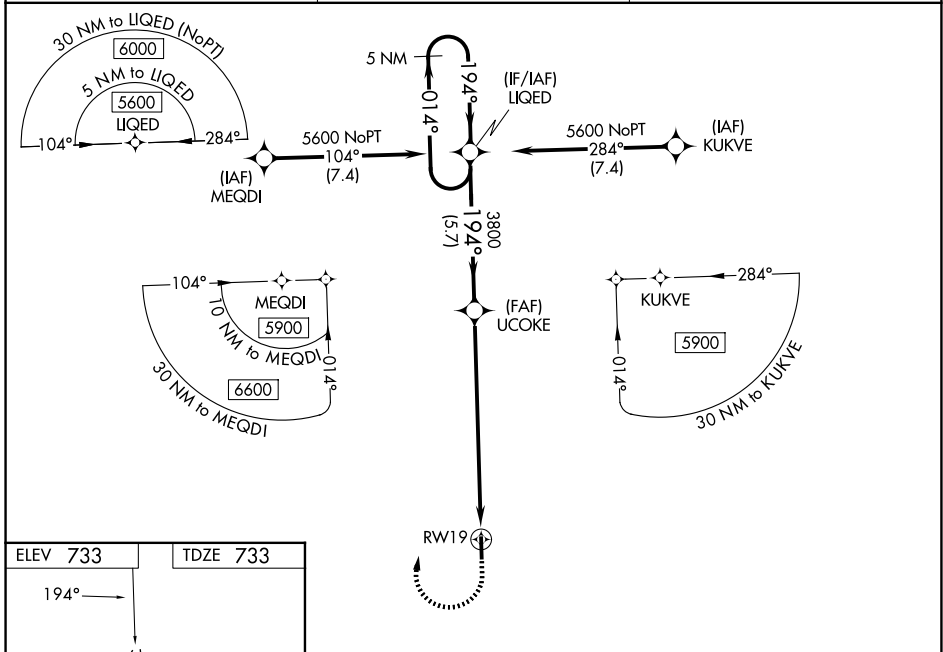 30 NM to LIQED (NoPT)
6000
5 NM to LIQED
5600
LIQED
104°
284°
5 NM
014°
194°
(IF/IAF)
LIQED
5600 NoPT
104°
(7.4)
(IAF)
MEQDI
5600 NoPT
284°
(7.4)
(IAF)
KUKVE
3800
194°
(5.7)
(FAF)
UCOKE
104°
MEQDI
5900
10 NM to MEQDI
014°
6600
30 NM to MEQDI
284°
KUKVE
5900
014°
30 NM to KUKVE
RW19
ELEV 733
TDZE 733
194°